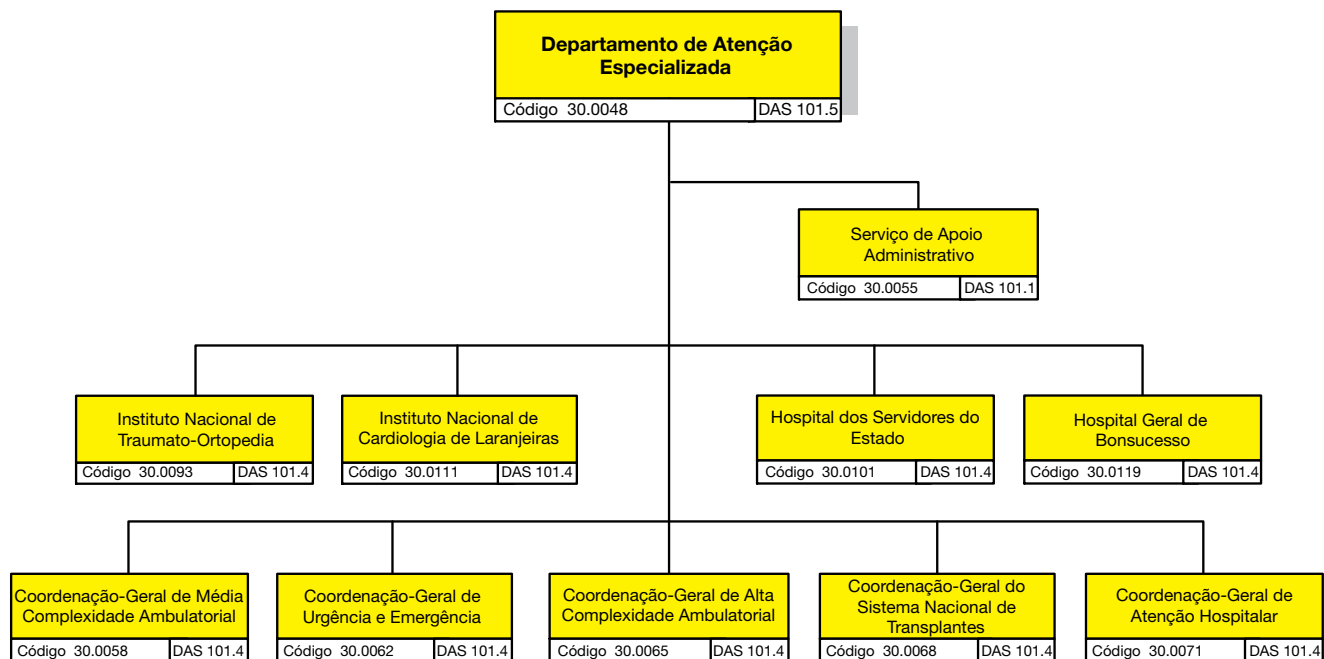 Departamento de Atenção
Especializada
Código 30.0048 DAS 101.5
Serviço de Apoio
Administrativo
Código 30.0055 DAS 101.1
Instituto Nacional de
Traumato-Ortopedia
Código 30.0093 DAS 101.4
Instituto Nacional de
Cardiologia de Laranjeiras
Código 30.0111 DAS 101.4
Hospital dos Servidores do
Estado
Código 30.0101 DAS 101.4
Hospital Geral de
Bonsucesso
Código 30.0119 DAS 101.4
Coordenação-Geral de Média
Complexidade Ambulatorial
Código 30.0058 DAS 101.4
Coordenação-Geral de
Urgência e Emergência
Código 30.0062 DAS 101.4
Coordenação-Geral de Alta
Complexidade Ambulatorial
Código 30.0065 DAS 101.4
Coordenação-Geral do
Sistema Nacional de
Transplantes
Código 30.0068 DAS 101.4
Coordenação-Geral de
Atenção Hospitalar
Código 30.0071 DAS 101.4